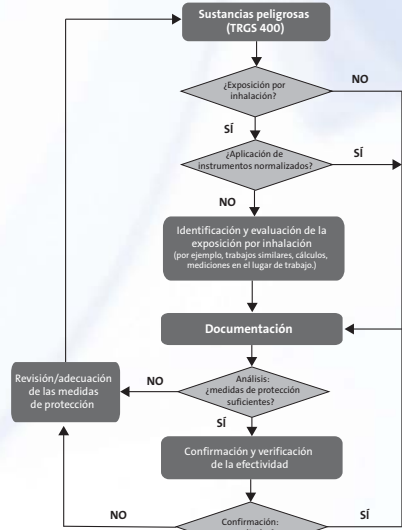 Sustancias peligrosas
(TRGS 400)
¿Exposición por
inhalación?
NO
SÍ
¿Aplicación de
instrumentos normalizados?
SÍ
NO
Identificación y evaluación de la
exposición por inhalación
(por ejemplo, trabajos similares, cálculos,
mediciones en el lugar de trabajo.)
Documentación
Revisión/adecuación
de las medidas
de protección
NO
Análisis:
¿medidas de protección
suficientes?
SÍ
Confirmación y verificación
de la efectividad
NO
Confirmación:
SÍ